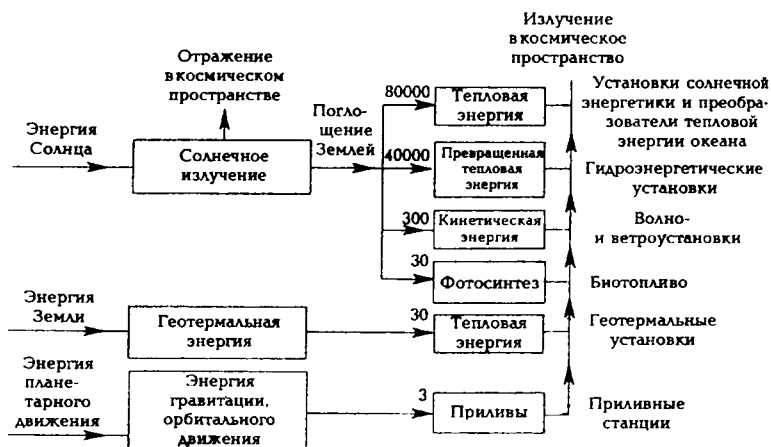 Излучение
в космическое
пространство
Отражение
в космическом
пространстве
80000
Тепловая
энергия
Установки солнечной
энергетики и преобра-
зователи тепловой
энергии океана
Энергия
Солнца
Солнечное
излучение
Погло-
щение
Землей
40000
Превращенная
тепловая
энергия
Гидроэнергетические
установки
300
Кинетическая
энергия
Волно-
и ветроустановки
30
Фотосинтез
Биотопливо
Энергия
Земли
Геотермальная
энергия
30
Тепловая
энергия
Геотермальные
установки
Энергия
плане-
тарного
движения
Энергия
гравитации,
орбитального
движения
3
Приливы
Приливные
станции